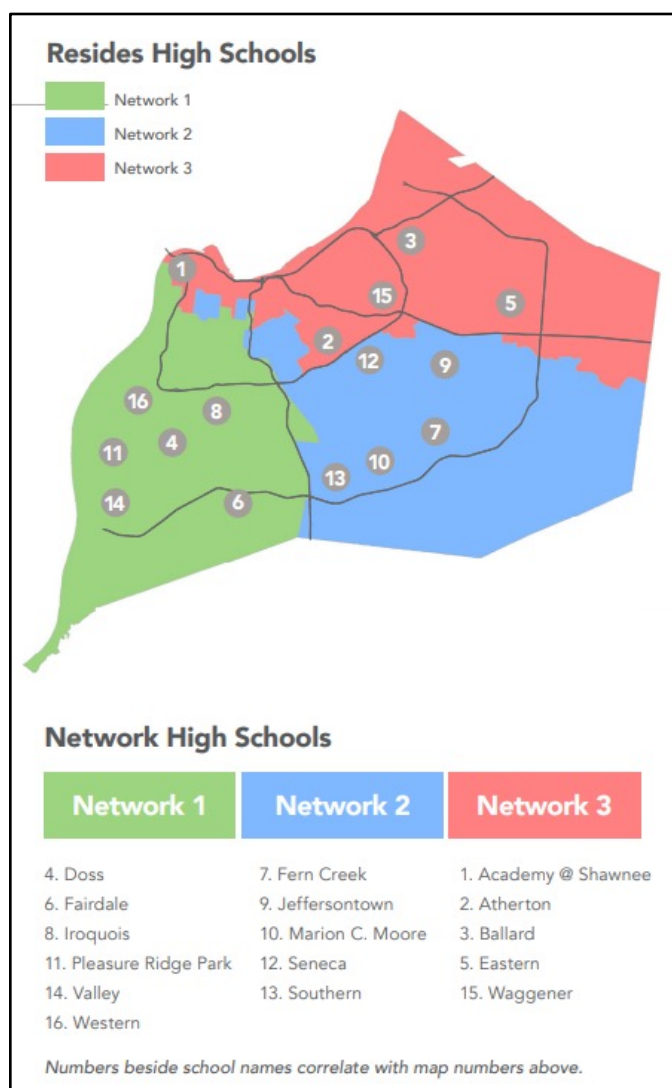 Resides High Schools
Network 1
Network 2
Network 3
3
1
15
5
2
12
9
16
8
7
4
11
10
13
14
6
Network High Schools
Network 1
4. Doss
6. Fairdale
8. Iroquois
11. Pleasure Ridge Park
14. Valley
16. Western
Network 2
7. Fern Creek
9. Jeffersontown
10. Marion C. Moore
12. Seneca
13. Southern
Network 3
1. Academy @ Shawnee
2. Atherton
3. Ballard
5. Eastern
15. Waggener
Numbers beside school names correlate with map numbers above.